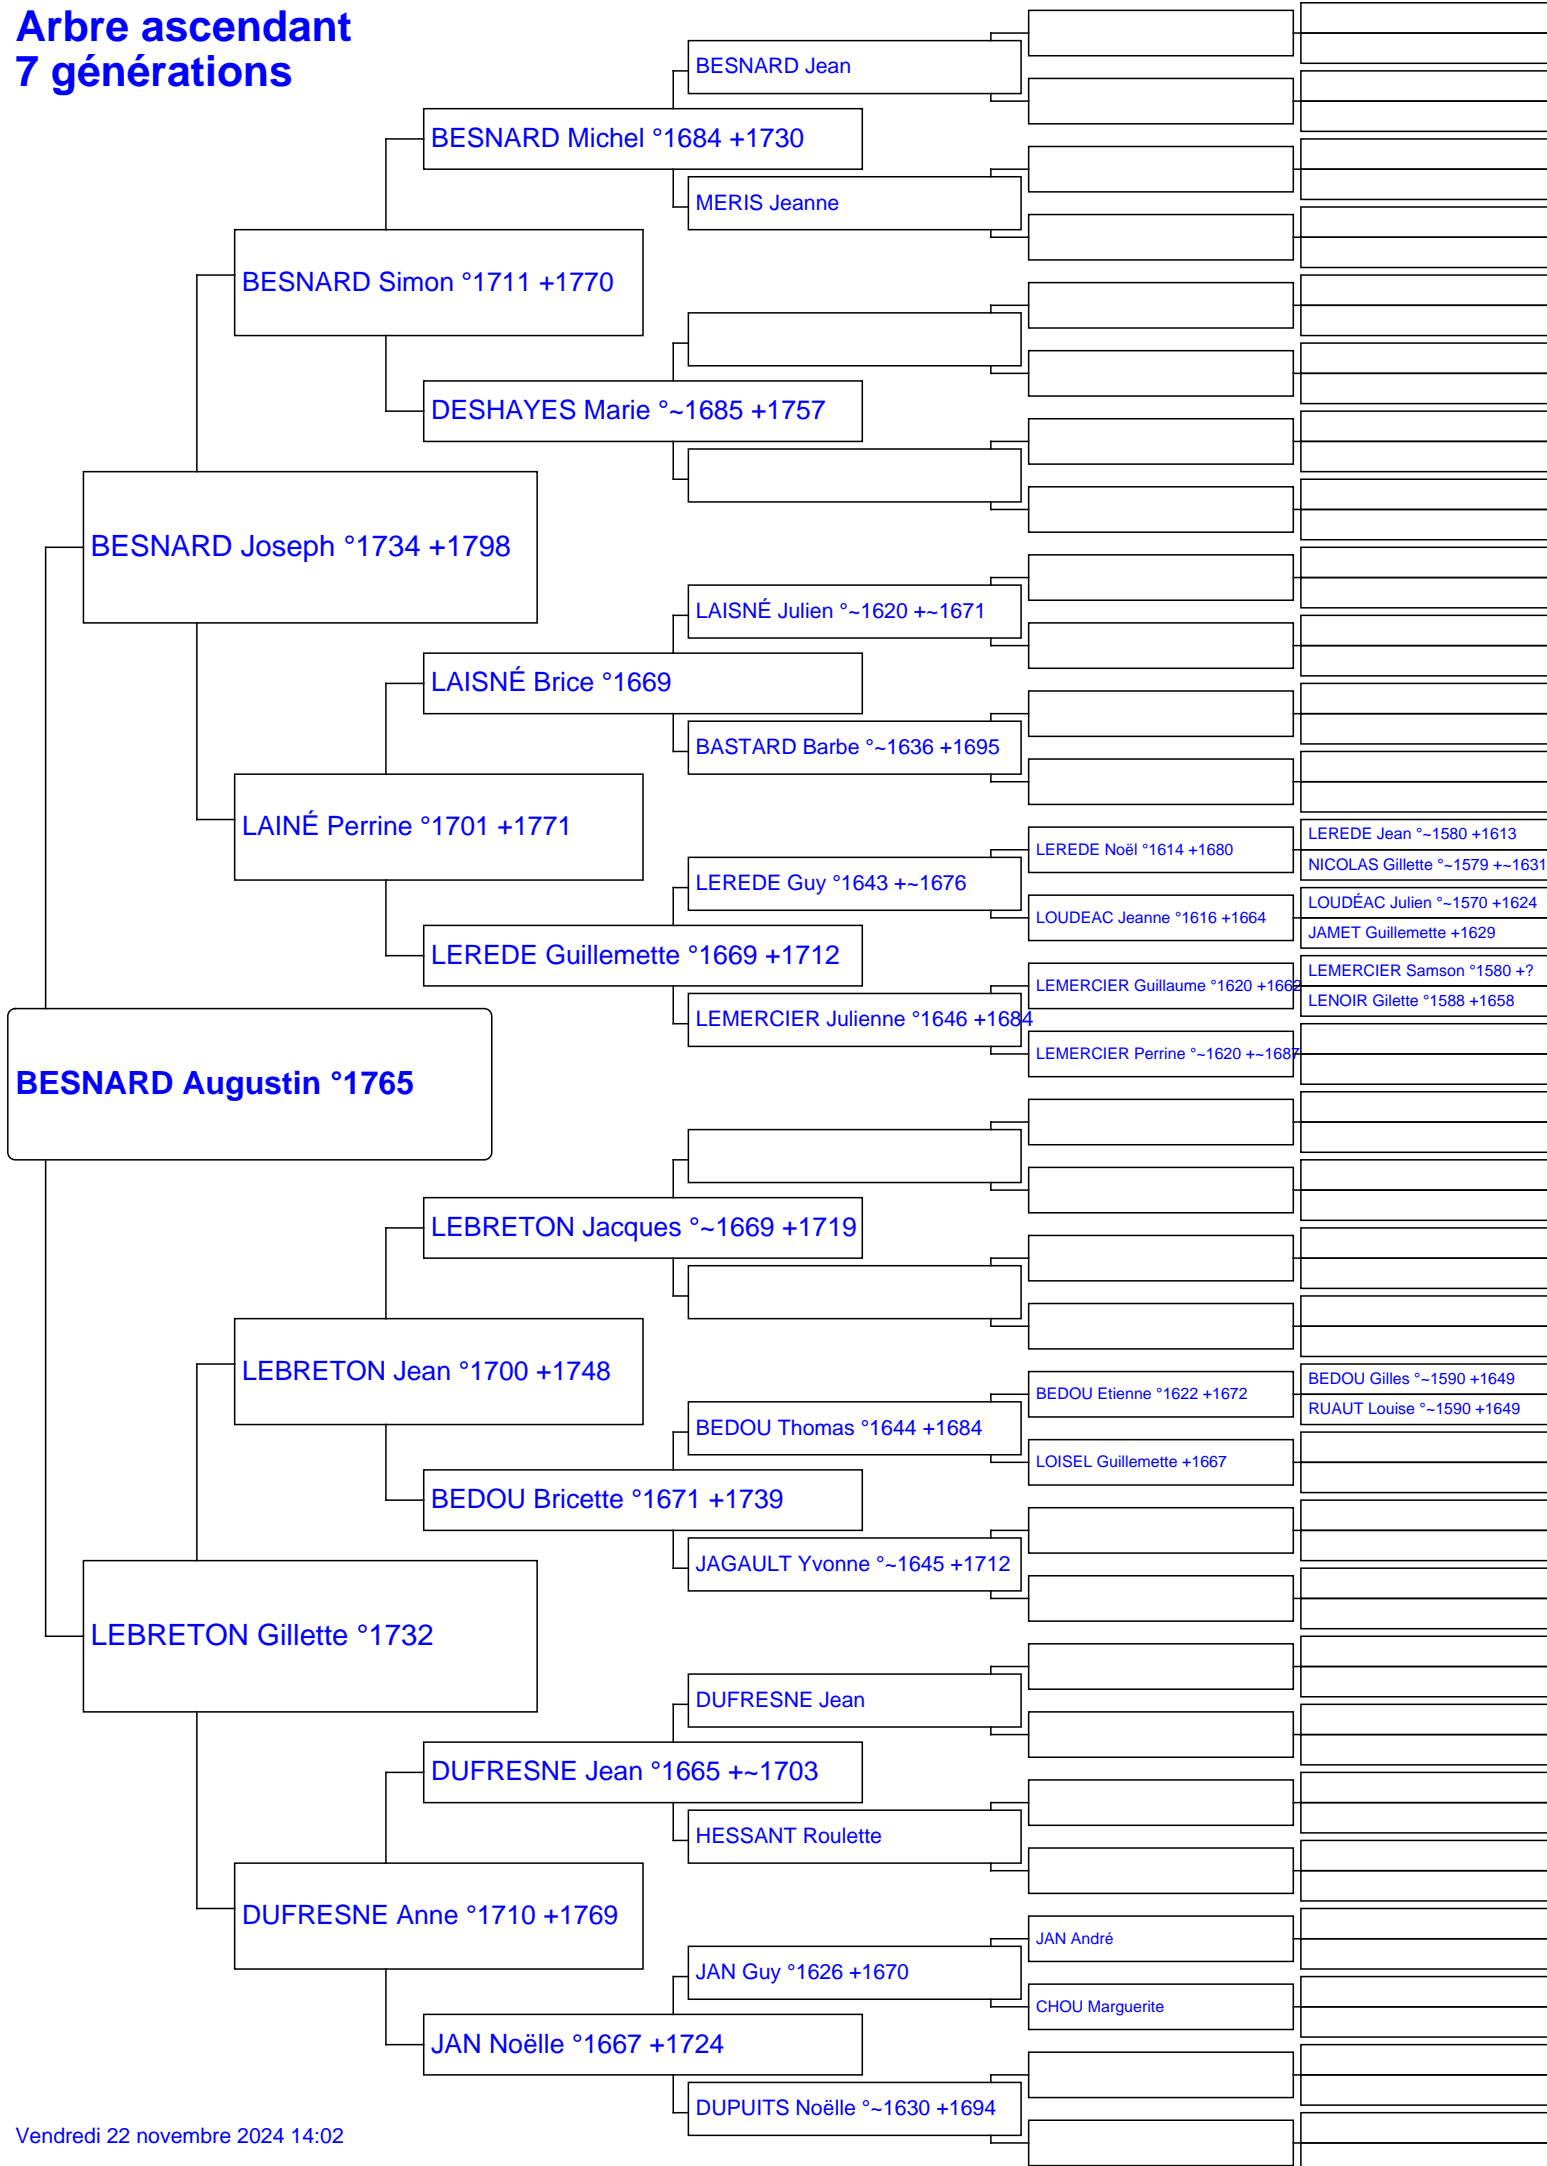 Arbre ascendant
7 générations
BESNARD Jean
BESNARD Michel °1684 +1730
MERIS Jeanne
BESNARD Simon °1711 +1770
DESHAYES Marie °~1685 +1757
BESNARD Joseph °1734 +1798
LAISNÉ Julien °~1620 +~1671
LAISNÉ Brice °1669
BASTARD Barbe °~1636 +1695
LAINÉ Perrine °1701 +1771
LEREDE Jean °~1580 +1613
LEREDE Noël °1614 +1680
NICOLAS Gillette °~1579 +~1631
LEREDE Guy °1643 +~1676
LOUDÉAC Julien °~1570 +1624
LOUDEAC Jeanne °1616 +1664
JAMET Guillemette +1629
LEREDE Guillemette °1669 +1712
LEMERCIER Samson °1580 +?
LEMERCIER Guillaume °1620 +1662
LENOIR Gilette °1588 +1658
LEMERCIER Julienne °1646 +1684
LEMERCIER Perrine °~1620 +~1687
BESNARD Augustin °1765
LEBRETON Jacques °~1669 +1719
LEBRETON Jean °1700 +1748
BEDOU Gilles °~1590 +1649
BEDOU Etienne °1622 +1672
RUAUT Louise °~1590 +1649
BEDOU Thomas °1644 +1684
LOISEL Guillemette +1667
BEDOU Bricette °1671 +1739
JAGAULT Yvonne °~1645 +1712
LEBRETON Gillette °1732
DUFRESNE Jean
DUFRESNE Jean °1665 +~1703
HESSANT Roulette
DUFRESNE Anne °1710 +1769
JAN André
JAN Guy °1626 +1670
CHOU Marguerite
JAN Noëlle °1667 +1724
DUPUITS Noëlle °~1630 +1694
Vendredi 22 novembre 2024 14:02